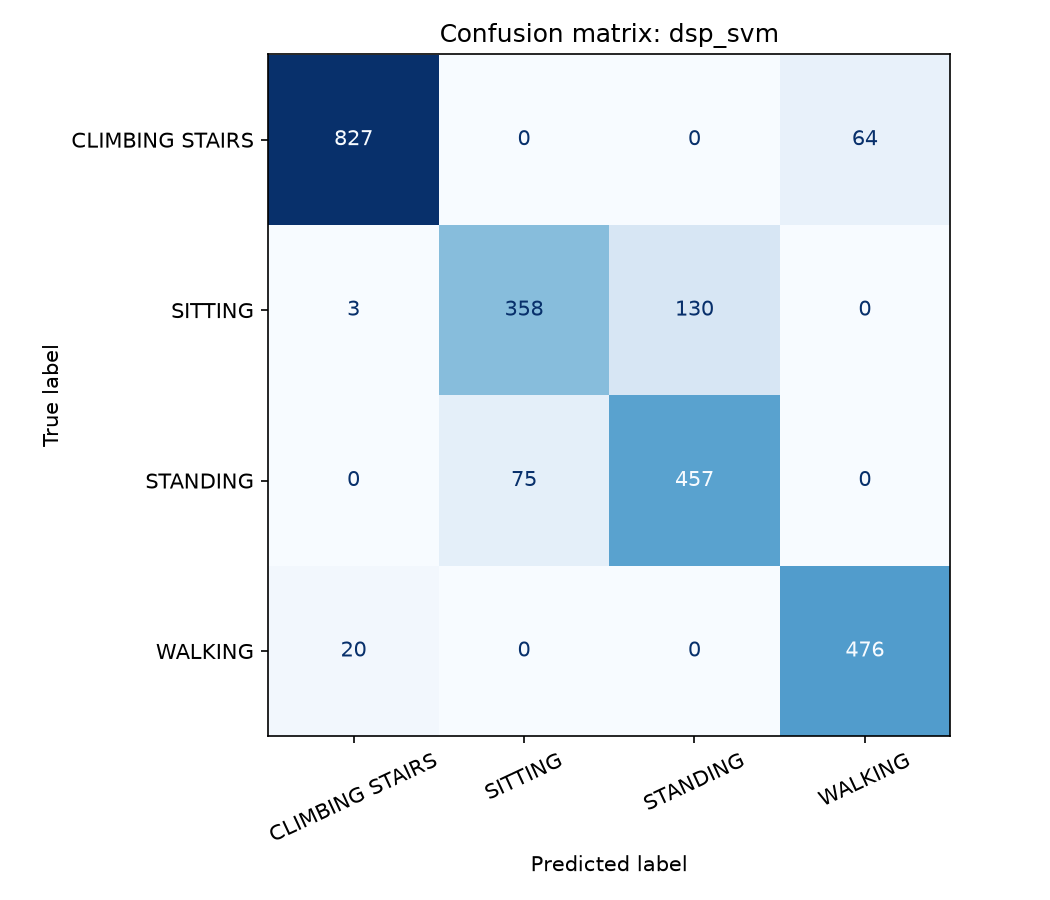 Confusion matrix: dsp_svm
True label
CLIMBING STAIRS 827 0 0 64
SITTING 3 358 130 0
STANDING 0 75 457 0
WALKING 20 0 0 476
CLIMBING STAIRS SITTING STANDING WALKING
Predicted label